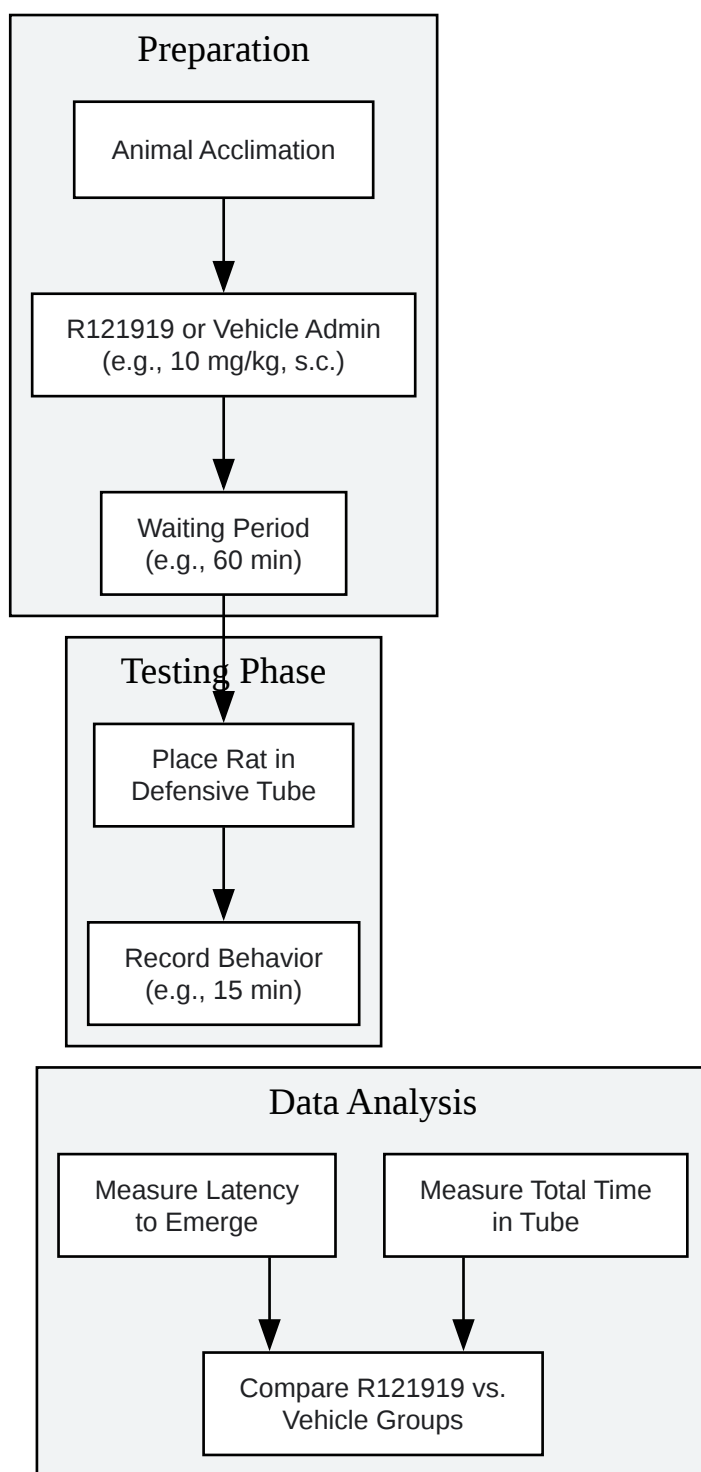 Preparation
Animal Acclimation
R121919 or Vehicle Admin
(e.g., 10 mg/kg, s.c.)
Waiting Period
(e.g., 60 min)
Testing Phase
Place Rat in
Defensive Tube
Record Behavior
(e.g., 15 min)
Data Analysis
Measure Latency
to Emerge
Measure Total Time
in Tube
Compare R121919 vs.
Vehicle Groups